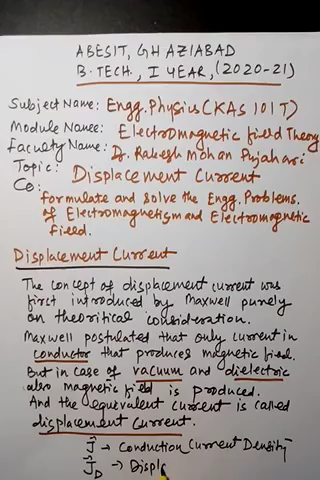 ABESIT, GHAZIABAD
B.TECH., I YEAR, (2020-21)
Subject Name: Engg. Physics (KAS 101T)
Module Name: Electromagnetic field Theory
Faculty Name: Dr. Rakesh Mohan Pujahari
Topic: Displacement Current
CO: formulate and solve the Engg. Problems
of Electromagnetism and Electromagnetic
field.
Displacement Current
The concept of displacement current was
first introduced by Maxwell purely
on theoritical consideration.
Maxwell postulated that only current in
conductor that produces magnetic field.
But in case of vacuum and dielectric
also magnetic field is produced.
And the equivalent current is called
displacement current.
J → Conduction Current Density
J_D → Displ